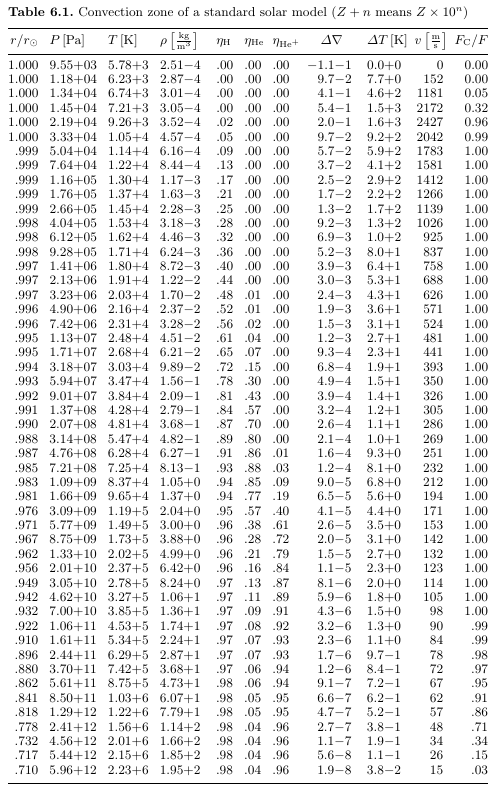 Table 6.1. Convection zone of a standard solar model (Z + n means Z × 10ⁿ)
r/r☉ P [Pa] T [K] ρ [kg/m³] ηH ηHe ηHe+ Δ∇ ΔT [K] v [m/s] FC/F
1.000 9.55+03 5.78+3 2.51−4 .00 .00 .00 −1.1−1 0.0+0 0 0.00
1.000 1.18+04 6.23+3 2.87−4 .00 .00 .00 9.7−2 7.7+0 152 0.00
1.000 1.34+04 6.74+3 3.01−4 .00 .00 .00 4.1−1 4.6+2 1181 0.05
1.000 1.45+04 7.21+3 3.05−4 .00 .00 .00 5.4−1 1.5+3 2172 0.32
1.000 2.19+04 9.26+3 3.52−4 .02 .00 .00 2.0−1 1.6+3 2427 0.96
1.000 3.33+04 1.05+4 4.57−4 .05 .00 .00 9.7−2 9.2+2 2042 0.99
.999 5.04+04 1.14+4 6.16−4 .09 .00 .00 5.7−2 5.9+2 1783 1.00
.999 7.64+04 1.22+4 8.44−4 .13 .00 .00 3.7−2 4.1+2 1581 1.00
.999 1.16+05 1.30+4 1.17−3 .17 .00 .00 2.5−2 2.9+2 1412 1.00
.999 1.76+05 1.37+4 1.63−3 .21 .00 .00 1.7−2 2.2+2 1266 1.00
.999 2.66+05 1.45+4 2.28−3 .25 .00 .00 1.3−2 1.7+2 1139 1.00
.998 4.04+05 1.53+4 3.18−3 .28 .00 .00 9.2−3 1.3+2 1026 1.00
.998 6.12+05 1.62+4 4.46−3 .32 .00 .00 6.9−3 1.0+2 925 1.00
.998 9.28+05 1.71+4 6.24−3 .36 .00 .00 5.2−3 8.0+1 837 1.00
.997 1.41+06 1.80+4 8.72−3 .40 .00 .00 3.9−3 6.4+1 758 1.00
.997 2.13+06 1.91+4 1.22−2 .44 .00 .00 3.0−3 5.3+1 688 1.00
.997 3.23+06 2.03+4 1.70−2 .48 .01 .00 2.4−3 4.3+1 626 1.00
.996 4.90+06 2.16+4 2.37−2 .52 .01 .00 1.9−3 3.6+1 571 1.00
.996 7.42+06 2.31+4 3.28−2 .56 .02 .00 1.5−3 3.1+1 524 1.00
.995 1.13+07 2.48+4 4.51−2 .61 .04 .00 1.2−3 2.7+1 481 1.00
.995 1.71+07 2.68+4 6.21−2 .65 .07 .00 9.3−4 2.3+1 441 1.00
.994 3.18+07 3.03+4 9.89−2 .72 .15 .00 6.8−4 1.9+1 393 1.00
.993 5.94+07 3.47+4 1.56−1 .78 .30 .00 4.9−4 1.5+1 350 1.00
.992 9.01+07 3.84+4 2.09−1 .81 .43 .00 3.9−4 1.4+1 326 1.00
.991 1.37+08 4.28+4 2.79−1 .84 .57 .00 3.2−4 1.2+1 305 1.00
.990 2.07+08 4.81+4 3.68−1 .87 .70 .00 2.6−4 1.1+1 286 1.00
.988 3.14+08 5.47+4 4.82−1 .89 .80 .00 2.1−4 1.0+1 269 1.00
.987 4.76+08 6.28+4 6.27−1 .91 .86 .01 1.6−4 9.3+0 251 1.00
.985 7.21+08 7.25+4 8.13−1 .93 .88 .03 1.2−4 8.1+0 232 1.00
.983 1.09+09 8.37+4 1.05+0 .94 .85 .09 9.0−5 6.8+0 212 1.00
.981 1.66+09 9.65+4 1.37+0 .94 .77 .19 6.5−5 5.6+0 194 1.00
.976 3.09+09 1.19+5 2.04+0 .95 .57 .40 4.1−5 4.4+0 171 1.00
.971 5.77+09 1.49+5 3.00+0 .96 .38 .61 2.6−5 3.5+0 153 1.00
.967 8.75+09 1.73+5 3.88+0 .96 .28 .72 2.0−5 3.1+0 142 1.00
.962 1.33+10 2.02+5 4.99+0 .96 .21 .79 1.5−5 2.7+0 132 1.00
.956 2.01+10 2.37+5 6.42+0 .96 .16 .84 1.1−5 2.3+0 123 1.00
.949 3.05+10 2.78+5 8.24+0 .97 .13 .87 8.1−6 2.0+0 114 1.00
.942 4.62+10 3.27+5 1.06+1 .97 .11 .89 5.9−6 1.8+0 105 1.00
.932 7.00+10 3.85+5 1.36+1 .97 .09 .91 4.3−6 1.5+0 98 1.00
.922 1.06+11 4.53+5 1.74+1 .97 .08 .92 3.2−6 1.3+0 90 .99
.910 1.61+11 5.34+5 2.24+1 .97 .07 .93 2.3−6 1.1+0 84 .99
.896 2.44+11 6.29+5 2.87+1 .97 .07 .93 1.7−6 9.7−1 78 .98
.880 3.70+11 7.42+5 3.68+1 .97 .06 .94 1.2−6 8.4−1 72 .97
.862 5.61+11 8.75+5 4.73+1 .98 .06 .94 9.1−7 7.2−1 67 .95
.841 8.50+11 1.03+6 6.07+1 .98 .05 .95 6.6−7 6.2−1 62 .91
.818 1.29+12 1.22+6 7.79+1 .98 .05 .95 4.7−7 5.2−1 57 .86
.778 2.41+12 1.56+6 1.14+2 .98 .04 .96 2.7−7 3.8−1 48 .71
.732 4.56+12 2.01+6 1.66+2 .98 .04 .96 1.1−7 1.9−1 34 .34
.717 5.44+12 2.15+6 1.85+2 .98 .04 .96 5.6−8 1.1−1 26 .15
.710 5.96+12 2.23+6 1.95+2 .98 .04 .96 1.9−8 3.8−2 15 .03